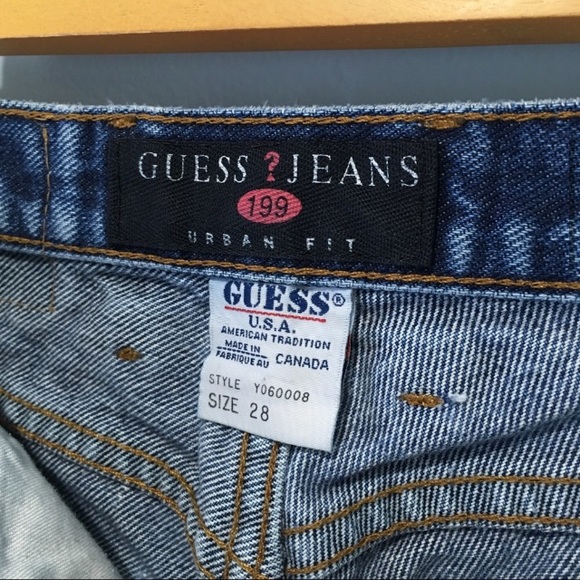 GUESS ? JEANS
199
URBAN FIT
GUESS®
U.S.A.
AMERICAN TRADITION
MADE IN
FABRIQUE AU CANADA
STYLE Y060008
SIZE 28